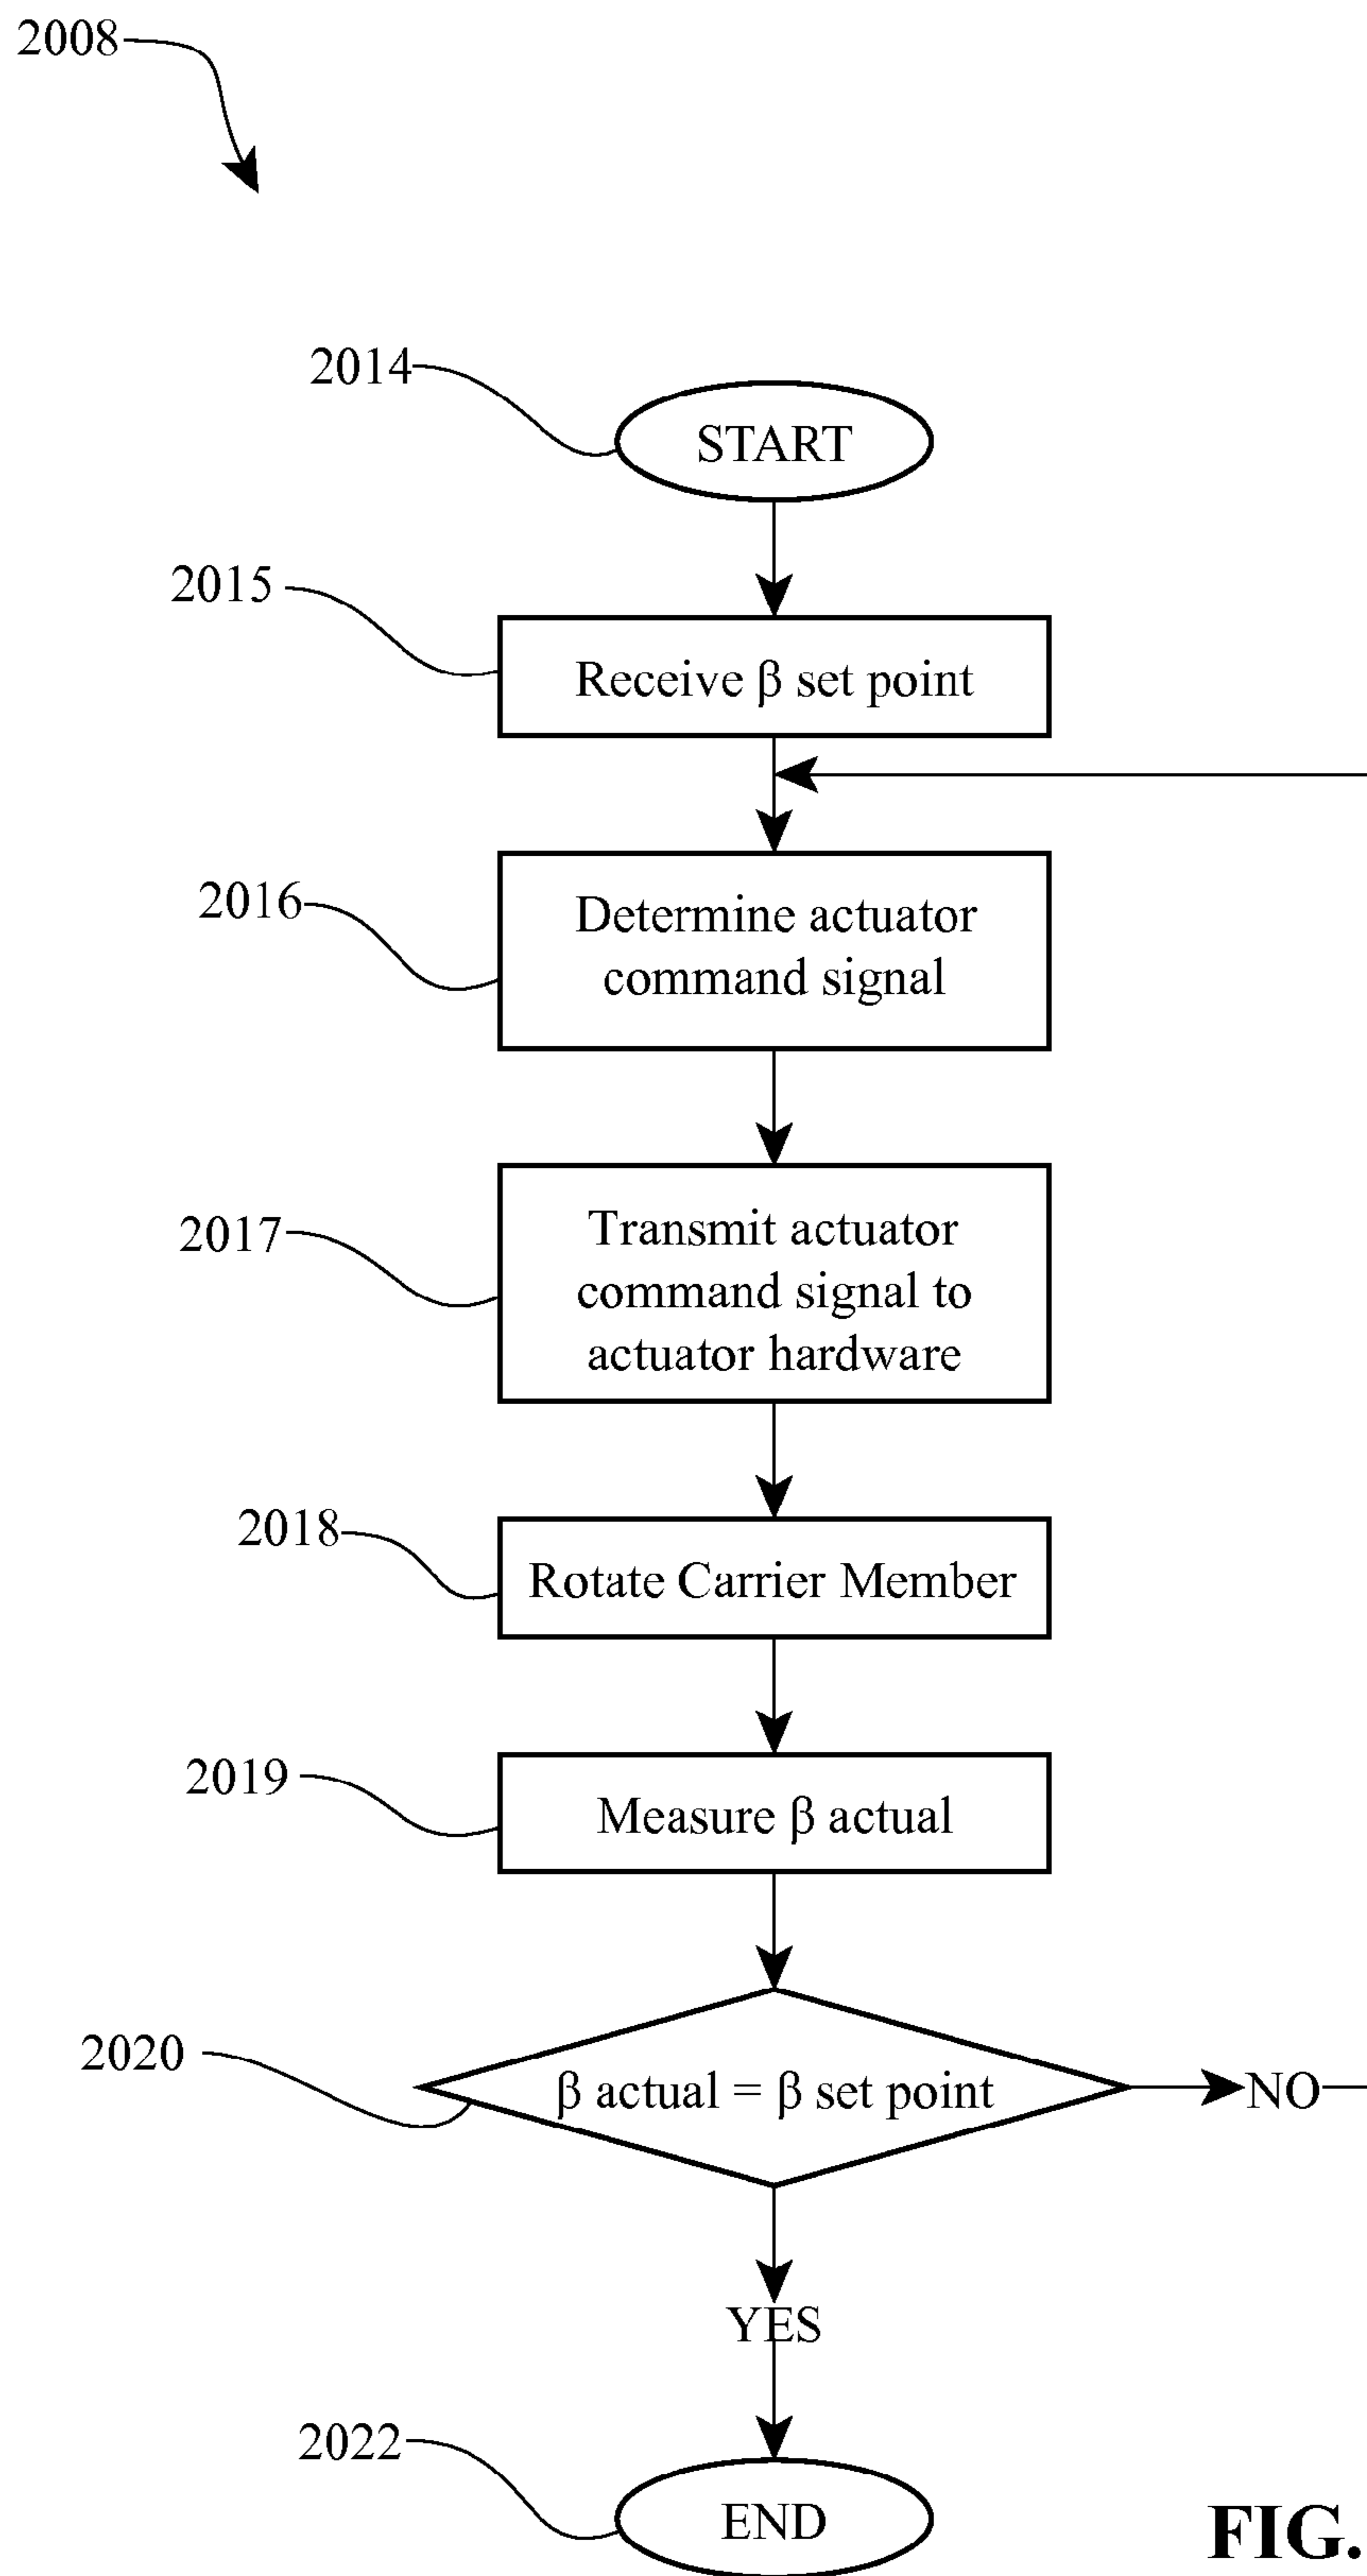 2008
2014
START
2015
Receive β set point
2016
Determine actuator
command signal
2017
Transmit actuator
command signal to
actuator hardware
2018
Rotate Carrier Member
2019
Measure β actual
2020
β actual = β set point
NO
YES
2022
END
FIG.